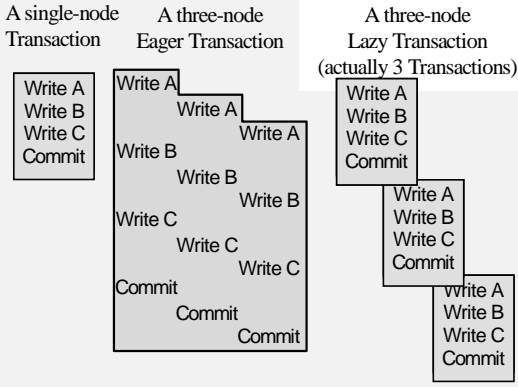 A single-node
Transaction
A three-node
Eager Transaction
A three-node
Lazy Transaction
(actually 3 Transactions)
Write A
Write B
Write C
Commit
Write A
Write A
Write A
Write B
Write B
Write B
Write C
Write C
Write C
Commit
Commit
Commit
Write A
Write B
Write C
Commit
Write A
Write B
Write C
Commit
Write A
Write B
Write C
Commit